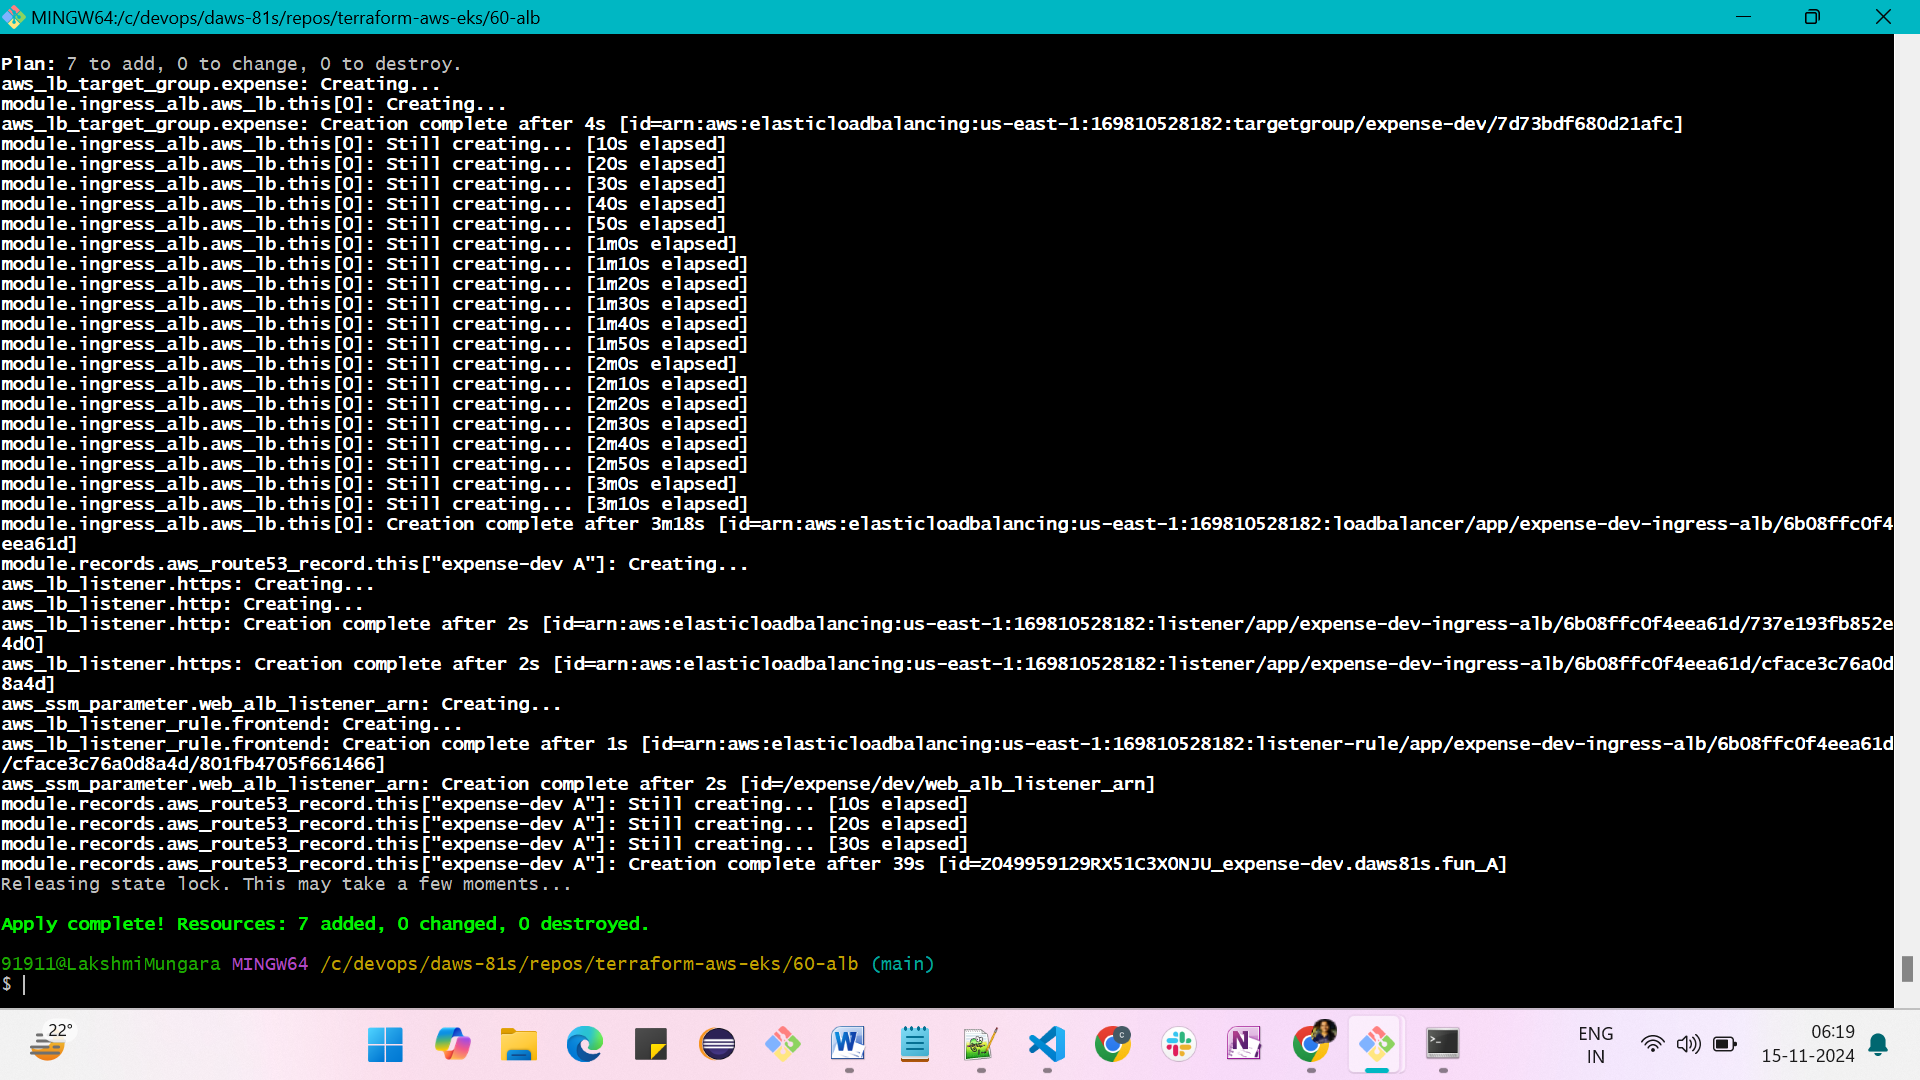 MINGW64:/c/devops/daws-81s/repos/terraform-aws-eks/60-alb
Plan: 7 to add, 0 to change, 0 to destroy.
aws_lb_target_group.expense: Creating...
module.ingress_alb.aws_lb.this[0]: Creating...
aws_lb_target_group.expense: Creation complete after 4s [id=arn:aws:elasticloadbalancing:us-east-1:169810528182:targetgroup/expense-dev/7d73bdf680d21afc]
module.ingress_alb.aws_lb.this[0]: Still creating... [10s elapsed]
module.ingress_alb.aws_lb.this[0]: Still creating... [20s elapsed]
module.ingress_alb.aws_lb.this[0]: Still creating... [30s elapsed]
module.ingress_alb.aws_lb.this[0]: Still creating... [40s elapsed]
module.ingress_alb.aws_lb.this[0]: Still creating... [50s elapsed]
module.ingress_alb.aws_lb.this[0]: Still creating... [1m0s elapsed]
module.ingress_alb.aws_lb.this[0]: Still creating... [1m10s elapsed]
module.ingress_alb.aws_lb.this[0]: Still creating... [1m20s elapsed]
module.ingress_alb.aws_lb.this[0]: Still creating... [1m30s elapsed]
module.ingress_alb.aws_lb.this[0]: Still creating... [1m40s elapsed]
module.ingress_alb.aws_lb.this[0]: Still creating... [1m50s elapsed]
module.ingress_alb.aws_lb.this[0]: Still creating... [2m0s elapsed]
module.ingress_alb.aws_lb.this[0]: Still creating... [2m10s elapsed]
module.ingress_alb.aws_lb.this[0]: Still creating... [2m20s elapsed]
module.ingress_alb.aws_lb.this[0]: Still creating... [2m30s elapsed]
module.ingress_alb.aws_lb.this[0]: Still creating... [2m40s elapsed]
module.ingress_alb.aws_lb.this[0]: Still creating... [2m50s elapsed]
module.ingress_alb.aws_lb.this[0]: Still creating... [3m0s elapsed]
module.ingress_alb.aws_lb.this[0]: Still creating... [3m10s elapsed]
module.ingress_alb.aws_lb.this[0]: Creation complete after 3m18s [id=arn:aws:elasticloadbalancing:us-east-1:169810528182:loadbalancer/app/expense-dev-ingress-alb/6b08ffc0f4
eea61d]
module.records.aws_route53_record.this["expense-dev A"]: Creating...
aws_lb_listener.https: Creating...
aws_lb_listener.http: Creating...
aws_lb_listener.http: Creation complete after 2s [id=arn:aws:elasticloadbalancing:us-east-1:169810528182:listener/app/expense-dev-ingress-alb/6b08ffc0f4eea61d/737e193fb852e
4d0]
aws_lb_listener.https: Creation complete after 2s [id=arn:aws:elasticloadbalancing:us-east-1:169810528182:listener/app/expense-dev-ingress-alb/6b08ffc0f4eea61d/cface3c76a0d
8a4d]
aws_ssm_parameter.web_alb_listener_arn: Creating...
aws_lb_listener_rule.frontend: Creating...
aws_lb_listener_rule.frontend: Creation complete after 1s [id=arn:aws:elasticloadbalancing:us-east-1:169810528182:listener-rule/app/expense-dev-ingress-alb/6b08ffc0f4eea61d
/cface3c76a0d8a4d/801fb4705f661466]
aws_ssm_parameter.web_alb_listener_arn: Creation complete after 2s [id=/expense/dev/web_alb_listener_arn]
module.records.aws_route53_record.this["expense-dev A"]: Still creating... [10s elapsed]
module.records.aws_route53_record.this["expense-dev A"]: Still creating... [20s elapsed]
module.records.aws_route53_record.this["expense-dev A"]: Still creating... [30s elapsed]
module.records.aws_route53_record.this["expense-dev A"]: Creation complete after 39s [id=Z049959129RX51C3X0NJU_expense-dev.daws81s.fun_A]
Releasing state lock. This may take a few moments...
Apply complete! Resources: 7 added, 0 changed, 0 destroyed.
91911@LakshmiMungara MINGW64 /c/devops/daws-81s/repos/terraform-aws-eks/60-alb (main)
$
22°
ENG
IN
06:19
15-11-2024